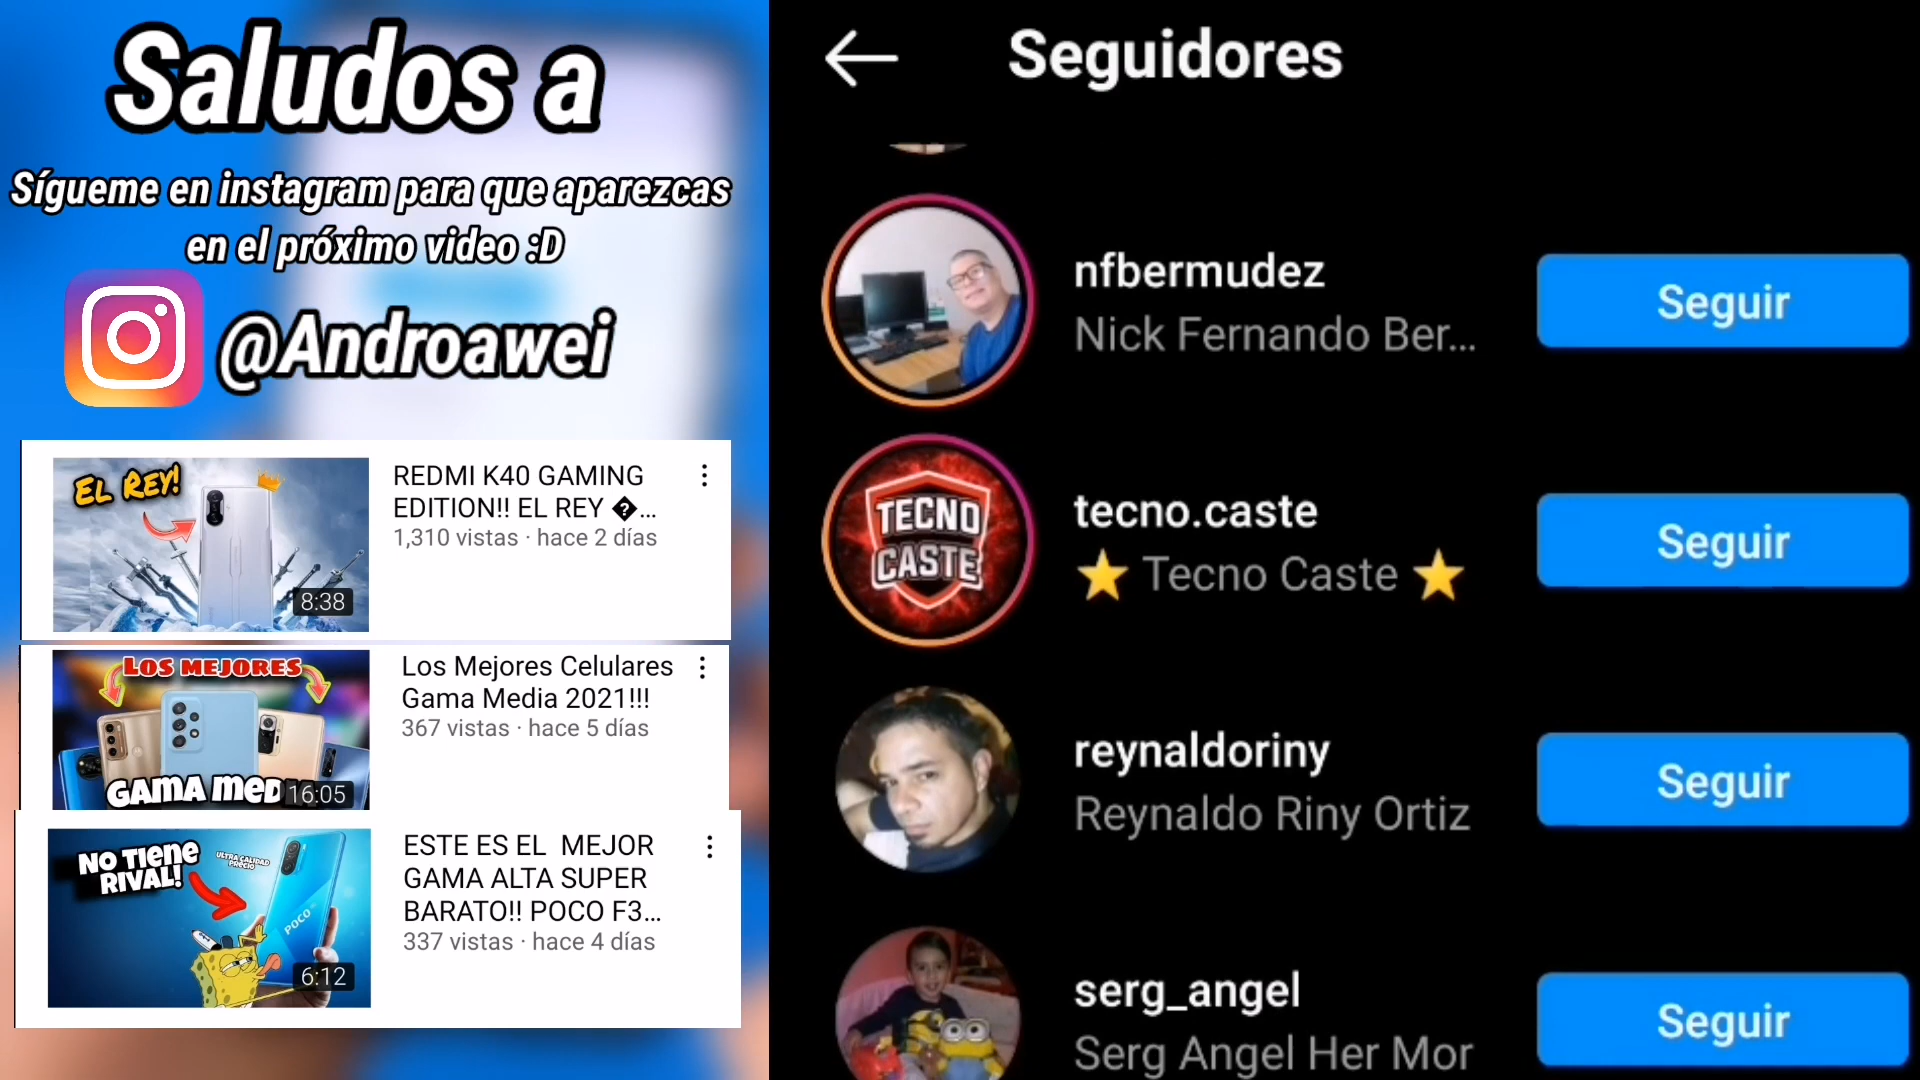 Saludos a
Sígueme en instagram para que aparezcas
en el próximo video :D
@Androawei
EL REY!
8:38
REDMI K40 GAMING
EDITION!! EL REY �...
1,310 vistas · hace 2 días
LOS MEJORES
GAMA MED
16:05
Los Mejores Celulares
Gama Media 2021!!!
367 vistas · hace 5 días
NO TIENE
RIVAL!
ULTRA CALIDAD
PRECIO
POCO
6:12
ESTE ES EL  MEJOR
GAMA ALTA SUPER
BARATO!! POCO F3...
337 vistas · hace 4 días
Seguidores
nfbermudez
Nick Fernando Ber...
Seguir
TECNO
CASTE
tecno.caste
⭐ Tecno Caste ⭐
Seguir
reynaldoriny
Reynaldo Riny Ortiz
Seguir
serg_angel
Serg Angel Her Mor
Seguir